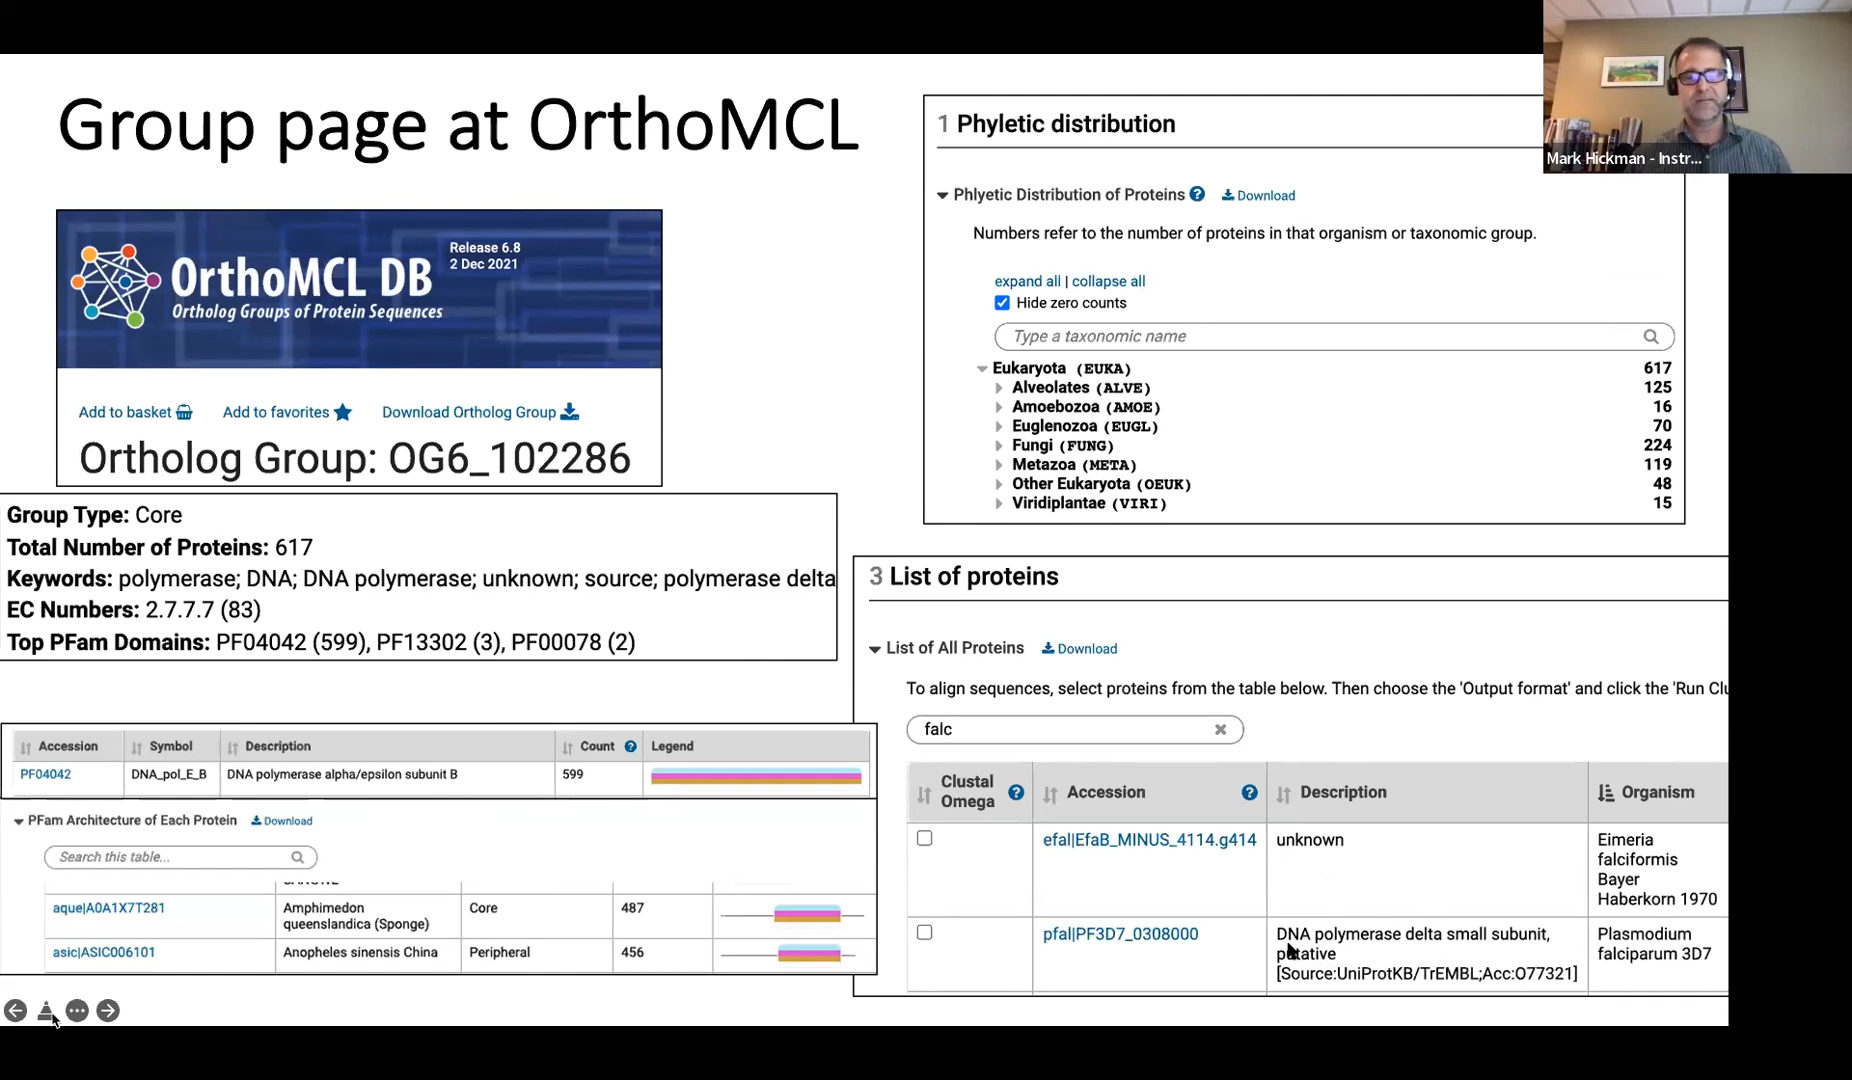 Group page at OrthoMCL
Release 6.8
2 Dec 2021
OrthoMCL DB
Ortholog Groups of Protein Sequences
Add to basket Add to favorites Download Ortholog Group
Ortholog Group: OG6_102286
Group Type: Core
Total Number of Proteins: 617
Keywords: polymerase; DNA; DNA polymerase; unknown; source; polymerase delta
EC Numbers: 2.7.7.7 (83)
Top PFam Domains: PF04042 (599), PF13302 (3), PF00078 (2)
Accession Symbol Description Count ? Legend
PF04042 DNA_pol_E_B DNA polymerase alpha/epsilon subunit B 599
PFam Architecture of Each Protein Download
Search this table...
aque|A0A1X7T281 Amphimedon queenslandica (Sponge) Core 487
asic|ASIC006101 Anopheles sinensis China Peripheral 456
1 Phyletic distribution
Phlyetic Distribution of Proteins ? Download
Numbers refer to the number of proteins in that organism or taxonomic group.
expand all | collapse all
Hide zero counts
Type a taxonomic name
Eukaryota (EUKA) 617
Alveolates (ALVE) 125
Amoebozoa (AMOE) 16
Euglenozoa (EUGL) 70
Fungi (FUNG) 224
Metazoa (META) 119
Other Eukaryota (OEUK) 48
Viridiplantae (VIRI) 15
3 List of proteins
List of All Proteins Download
To align sequences, select proteins from the table below. Then choose the 'Output format' and click the 'Run Clu
falc
Clustal Omega ? Accession ? Description Organism
efal|EfaB_MINUS_4114.g414 unknown Eimeria falciformis Bayer Haberkorn 1970
pfal|PF3D7_0308000 DNA polymerase delta small subunit, putative [Source:UniProtKB/TrEMBL;Acc:O77321] Plasmodium falciparum 3D7
Mark Hickman - Instr...